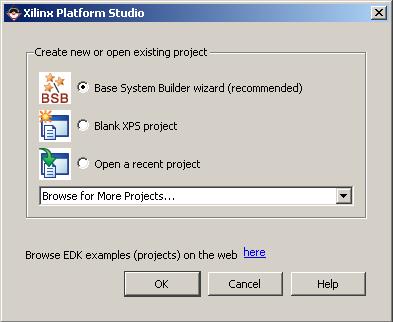 Xilinx Platform Studio
Create new or open existing project
BSB
Base System Builder wizard (recommended)
Blank XPS project
Open a recent project
Browse for More Projects...
Browse EDK examples (projects) on the web here
OK Cancel Help